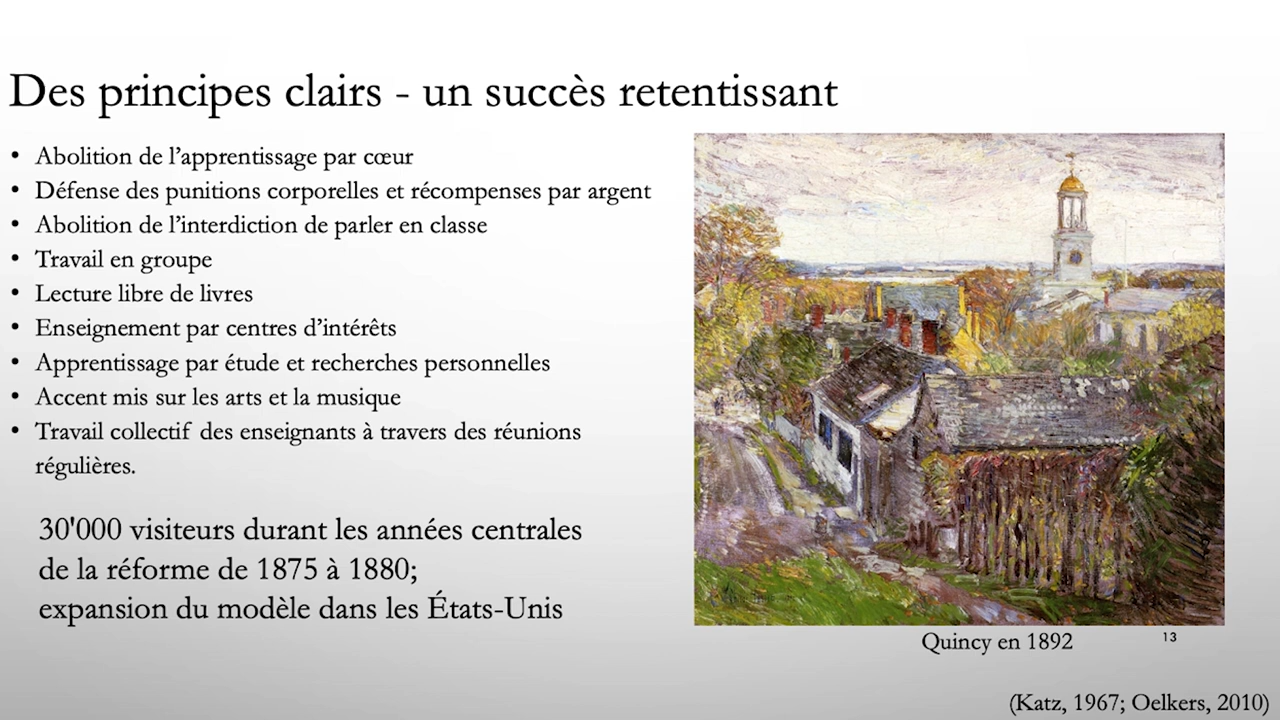 Des principes clairs - un succès retentissant
• Abolition de l’apprentissage par cœur
• Défense des punitions corporelles et récompenses par argent
• Abolition de l’interdiction de parler en classe
• Travail en groupe
• Lecture libre de livres
• Enseignement par centres d’intérêts
• Apprentissage par étude et recherches personnelles
• Accent mis sur les arts et la musique
• Travail collectif des enseignants à travers des réunions
régulières.
30'000 visiteurs durant les années centrales
de la réforme de 1875 à 1880;
expansion du modèle dans les États-Unis
Quincy en 1892
13
(Katz, 1967; Oelkers, 2010)